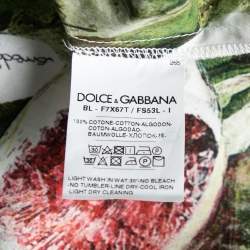 DOLCE & GABBANA
BL - F7X67T / FS53L - I
100% COTONE-COTTON-ALGODON-
COTON-ALGODAO-
BAUMWOLLE-ХЛОПОК-
LIGHT WASH IN WAT.30°-NO BLEACH
NO TUMBLER-LINE DRY-COOL IRON
LIGHT DRY CLEANING